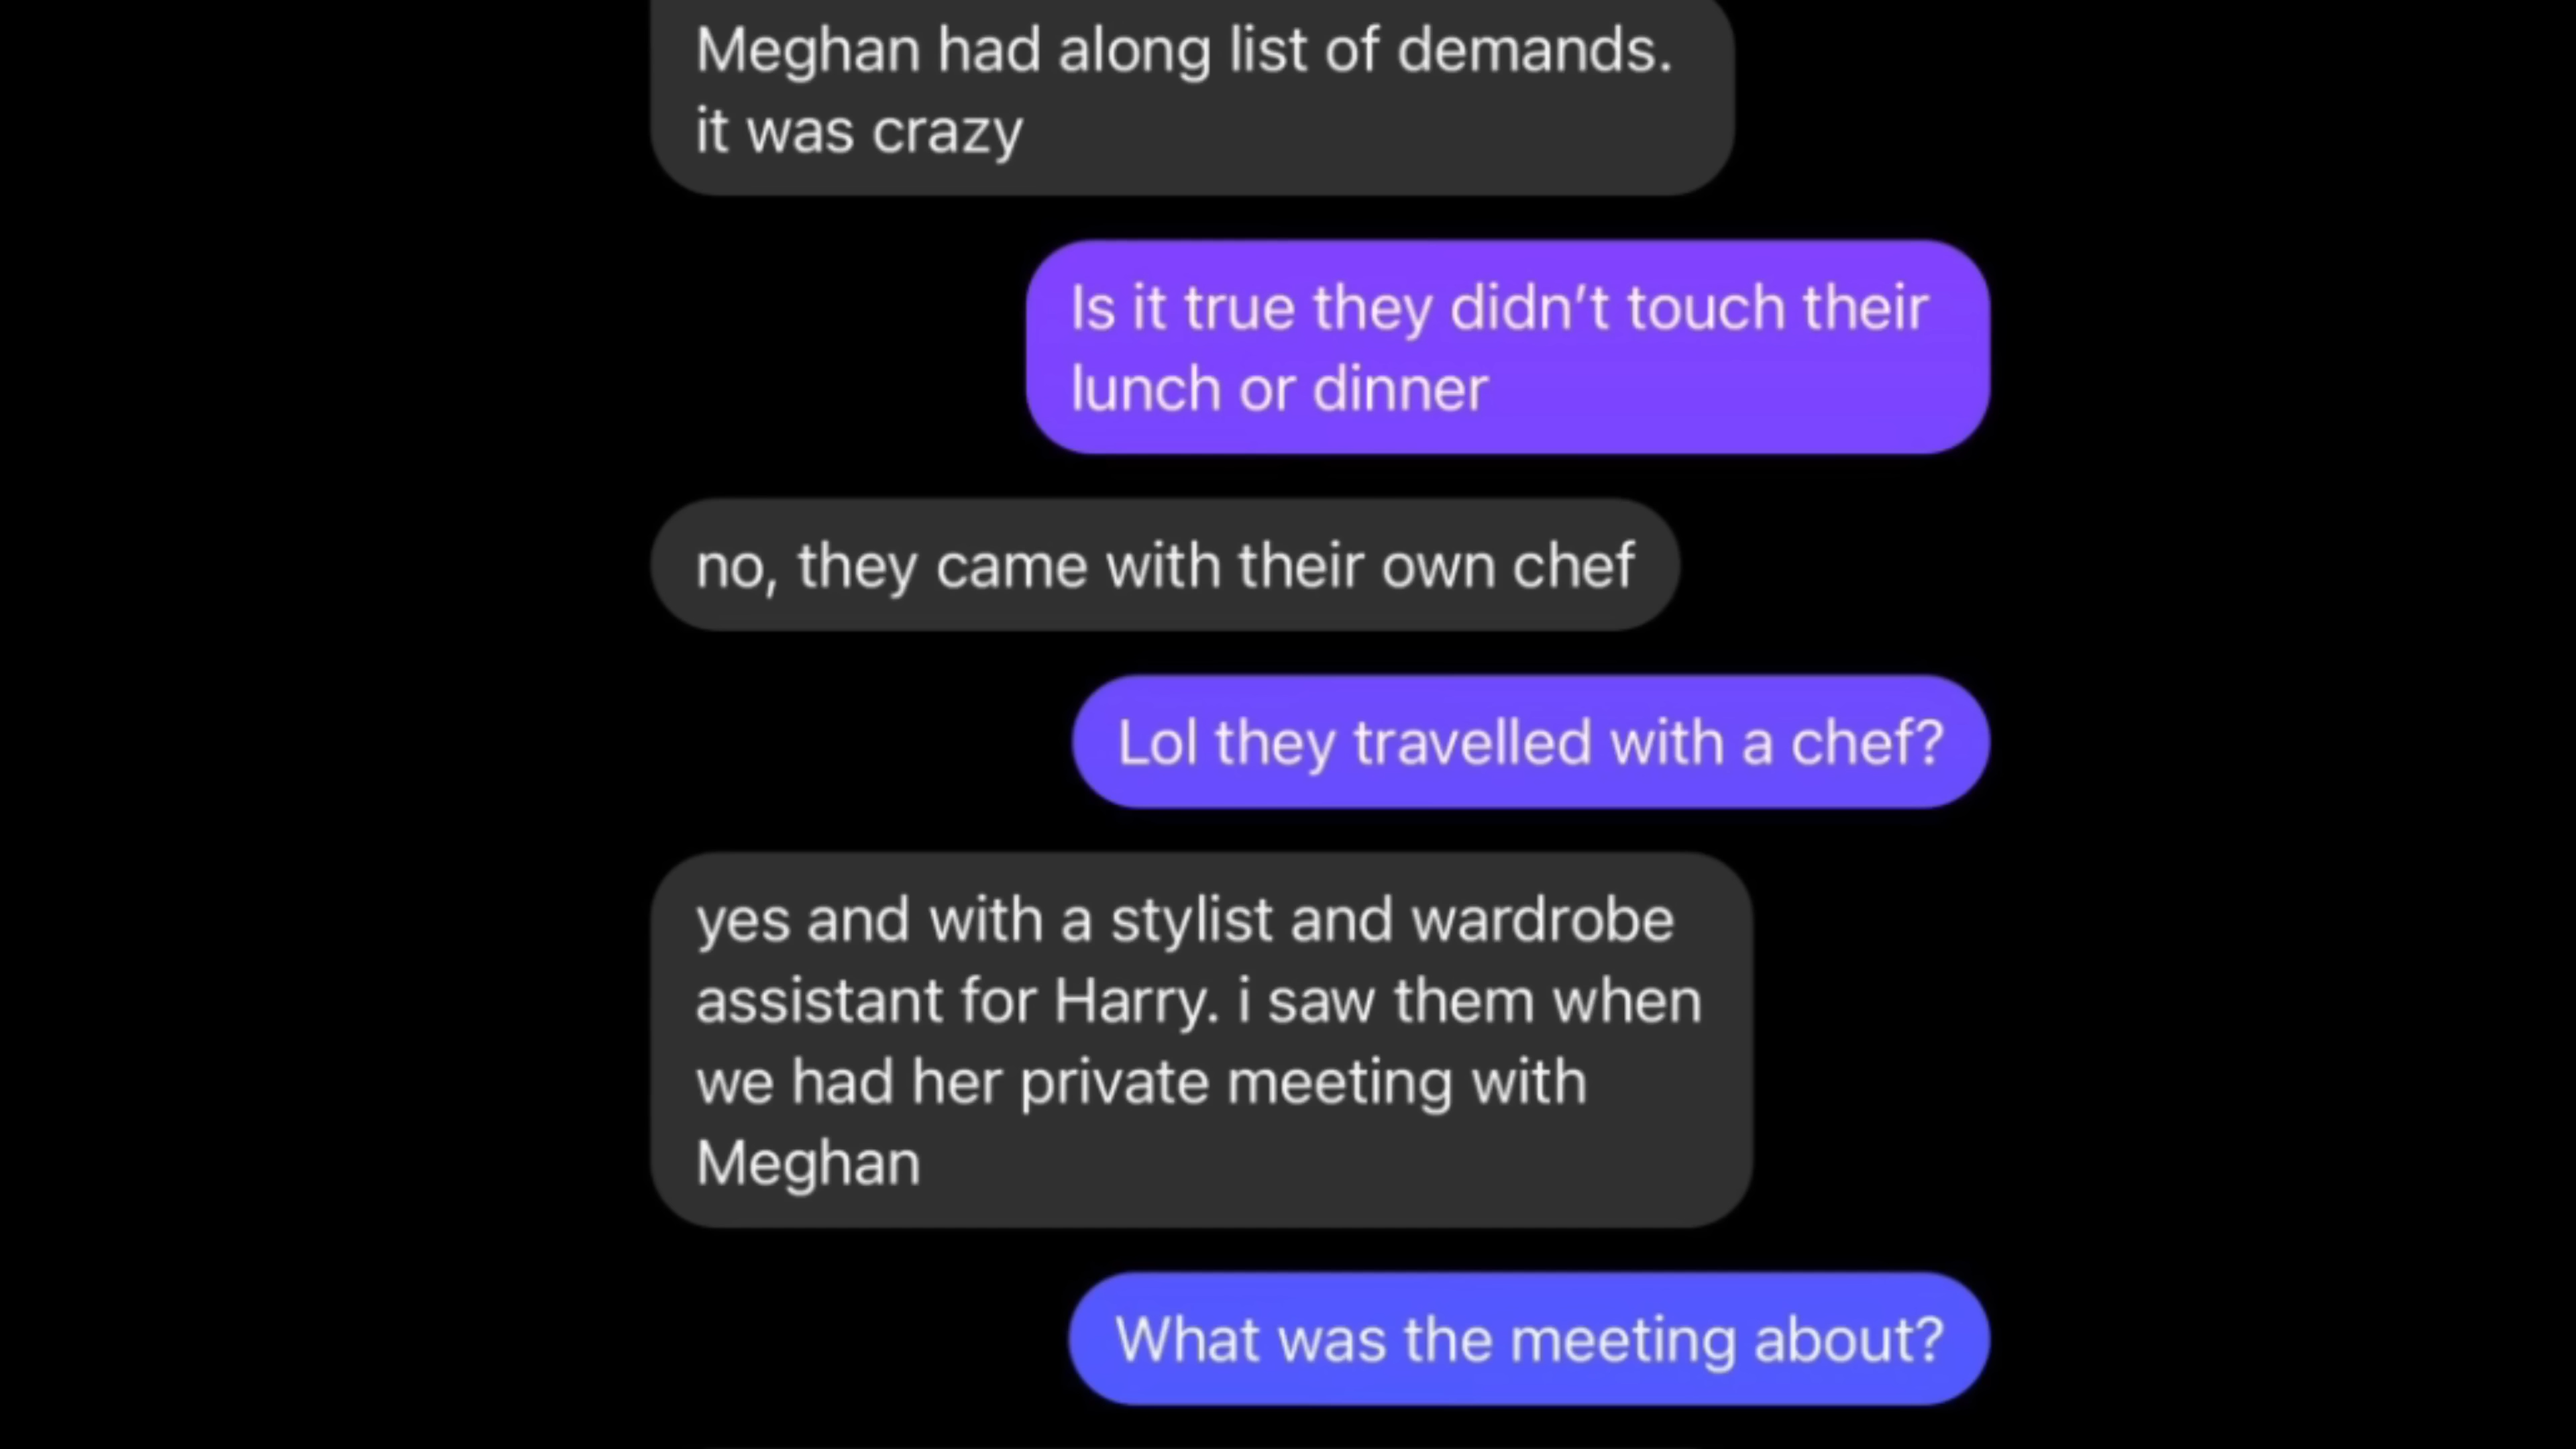 Meghan had along list of demands.
it was crazy
Is it true they didn’t touch their
lunch or dinner
no, they came with their own chef
Lol they travelled with a chef?
yes and with a stylist and wardrobe
assistant for Harry. i saw them when
we had her private meeting with
Meghan
What was the meeting about?